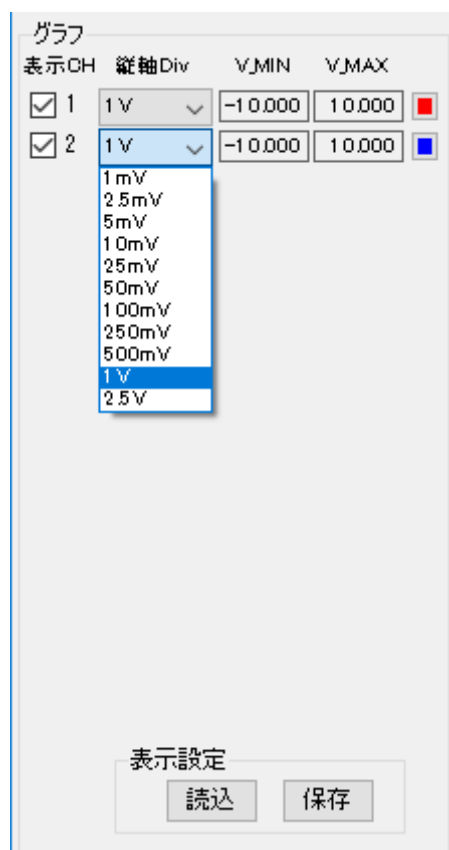 グラフ
表示CH 縦軸Div V_MIN V_MAX
1 1V -10.000 10.000
2 1V -10.000 10.000
1mV
2.5mV
5mV
10mV
25mV
50mV
100mV
250mV
500mV
1V
2.5V
表示設定
読込 保存